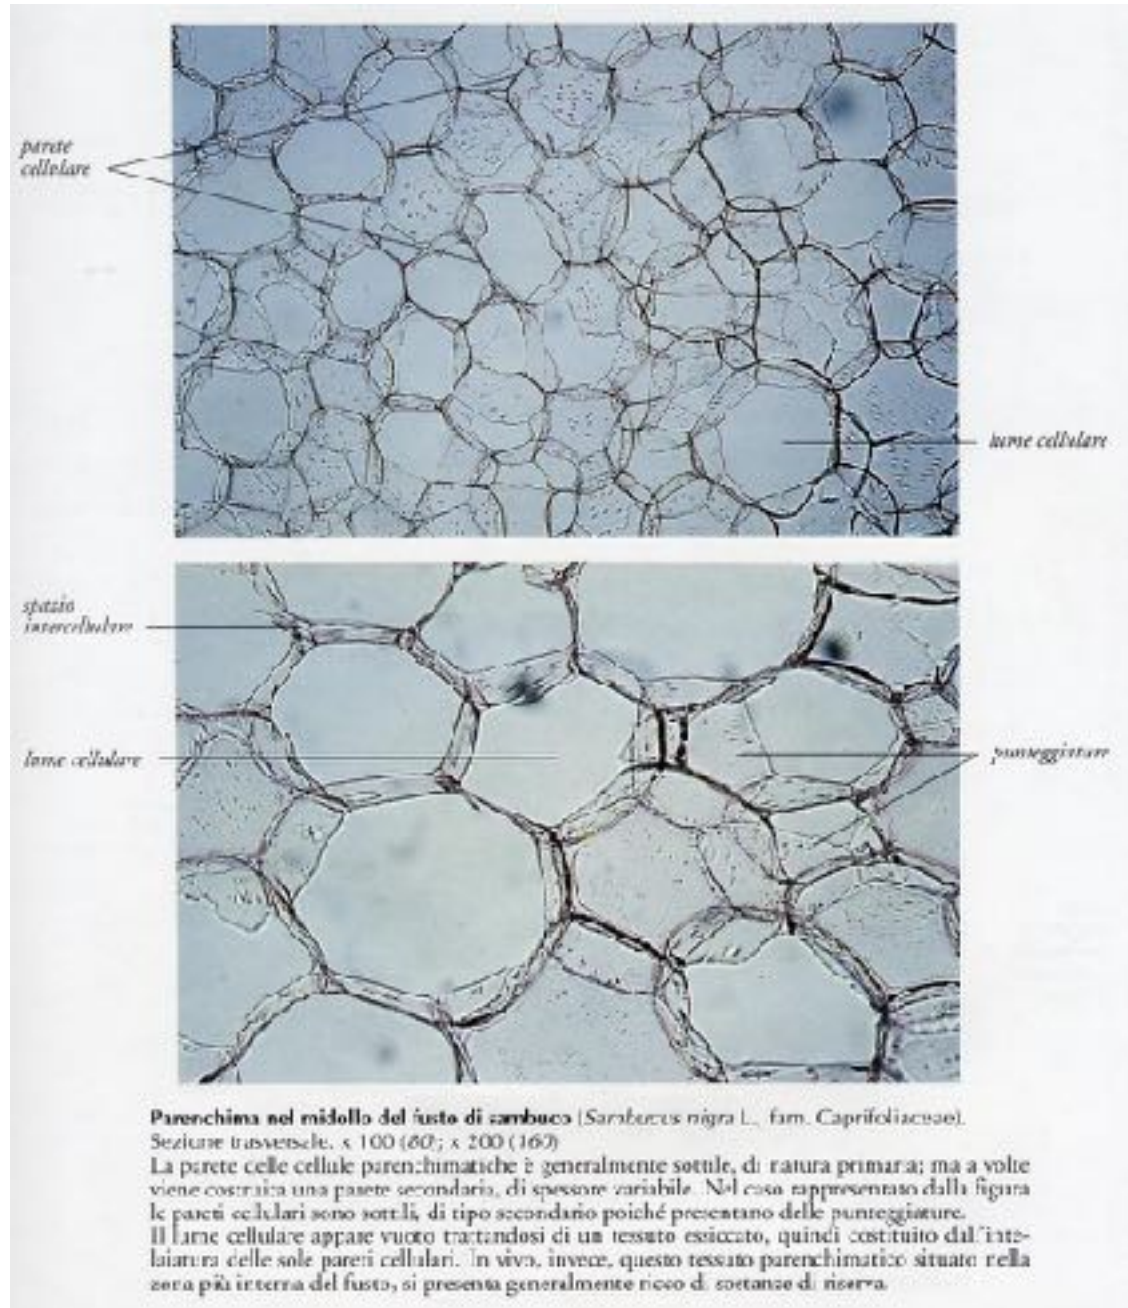 parete
cellulare
lume cellulare
spazio
intercellulare
lume cellulare
punteggiature
Parenchima nel midollo del fusto di sambuco (Sambucus nigra L., fam. Caprifoliaceae).
Sezione trasversale. x 100 (80); x 200 (160)
La parete delle cellule parenchimatiche è generalmente sottile, di natura primaria; ma a volte
viene costruita una parete secondaria, di spessore variabile. Nel caso rappresentato dalla figura
le pareti cellulari sono sottili, di tipo secondario poiché presentano delle punteggiature.
Il lume cellulare appare vuoto trattandosi di un tessuto essiccato, quindi costituito dall'inte-
laiatura delle sole pareti cellulari. In vivo, invece, questo tessuto parenchimatico situato nella
zona più interna del fusto, si presenta generalmente ricco di sostanze di riserva.